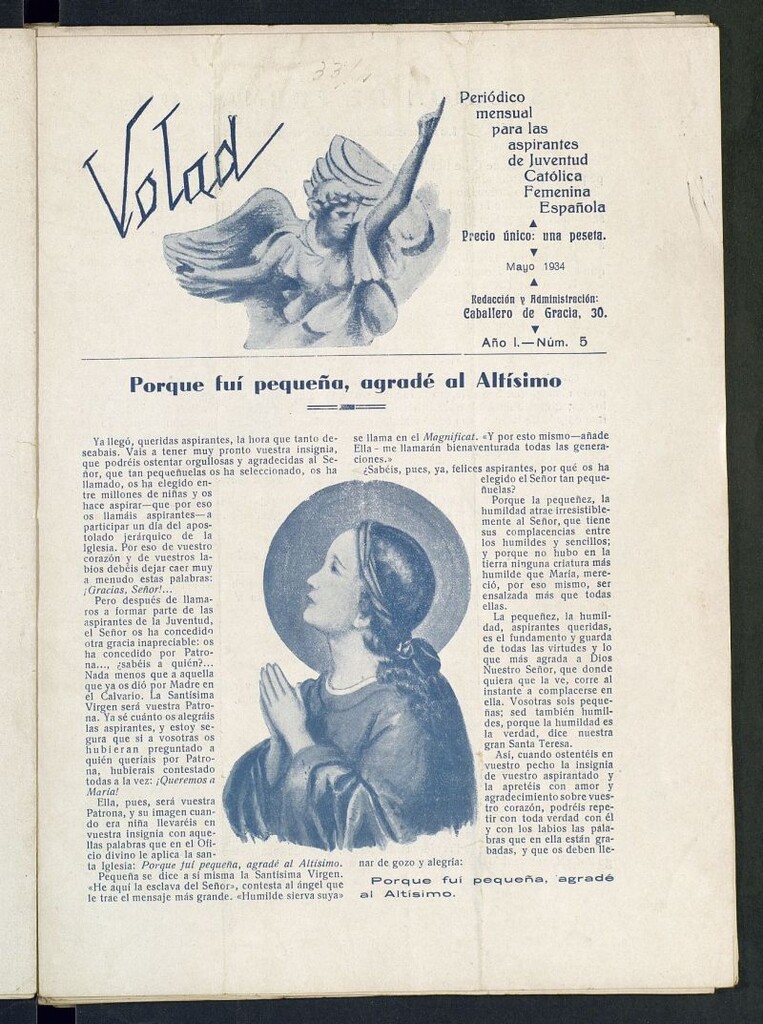 33/1
Volad
Periódico
mensual
para las
aspirantes
de Juventud
Católica
Femenina
Española
Precio único: una peseta.
Mayo 1934
Redacción y Administración:
Caballero de Gracia, 30.
Año I.—Núm. 5
Porque fuí pequeña, agradé al Altísimo
Ya llegó, queridas aspirantes, la hora que tanto de-
seabais. Vais a tener muy pronto vuestra insignia,
que podréis ostentar orgullosas y agradecidas al Se-
ñor, que tan pequeñuelas os ha seleccionado, os ha
llamado, os ha elegido en-
tre millones de niñas y os
hace aspirar—que por eso
os llamáis aspirantes—a
participar un día del apos-
tolado jerárquico de la
Iglesia. Por eso de vuestro
corazón y de vuestros la-
bios debéis dejar caer muy
a menudo estas palabras:
¡Gracias, Señor!...
Pero después de llama-
ros a formar parte de las
aspirantes de la Juventud,
el Señor os ha concedido
otra gracia inapreciable: os
ha concedido por Patro-
na..., ¿sabéis a quién?...
Nada menos que a aquella
que ya os dió por Madre en
el Calvario. La Santísima
Virgen será vuestra Patro-
na. Ya sé cuánto os alegráis
las aspirantes, y estoy se-
gura que si a vosotras os
hubieran preguntado a
quién queríais por Patro-
na, hubierais contestado
todas a la vez: ¡Queremos a
María!
Ella, pues, será vuestra
Patrona, y su imagen cuan-
do era niña llevaréis en
vuestra insignia con aque-
llas palabras que en el Ofi-
cio divino le aplica la san-
ta Iglesia: Porque fuí pequeña, agradé al Altísimo.
Pequeña se dice a sí misma la Santísima Virgen.
«He aquí la esclava del Señor», contesta al ángel que
le trae el mensaje más grande. «Humilde sierva suya»
se llama en el Magnificat. «Y por esto mismo—añade
Ella - me llamarán bienaventurada todas las genera-
ciones.»
¿Sabéis, pues, ya, felices aspirantes, por qué os ha
elegido el Señor tan peque-
ñuelas?
Porque la pequeñez, la
humildad atrae irresistible-
mente al Señor, que tiene
sus complacencias entre
los humildes y sencillos;
y porque no hubo en la
tierra ninguna criatura más
humilde que María, mere-
ció, por eso mismo, ser
ensalzada más que todas
ellas.
La pequeñez, la humil-
dad, aspirantes queridas,
es el fundamento y guarda
de todas las virtudes y lo
que más agrada a Dios
Nuestro Señor, que donde
quiera que la ve, corre al
instante a complacerse en
ella. Vosotras sois peque-
ñas; sed también humil-
des, porque la humildad es
la verdad, dice nuestra
gran Santa Teresa.
Así, cuando ostentéis en
vuestro pecho la insignia
de vuestro aspirantado y
la apretéis con amor y
agradecimiento sobre vues-
tro corazón, podréis repe-
tir con toda verdad con él
y con los labios las pala-
bras que en ella están gra-
badas, y que os deben lle-
nar de gozo y alegría:
Porque fuí pequeña, agradé
al Altísimo.